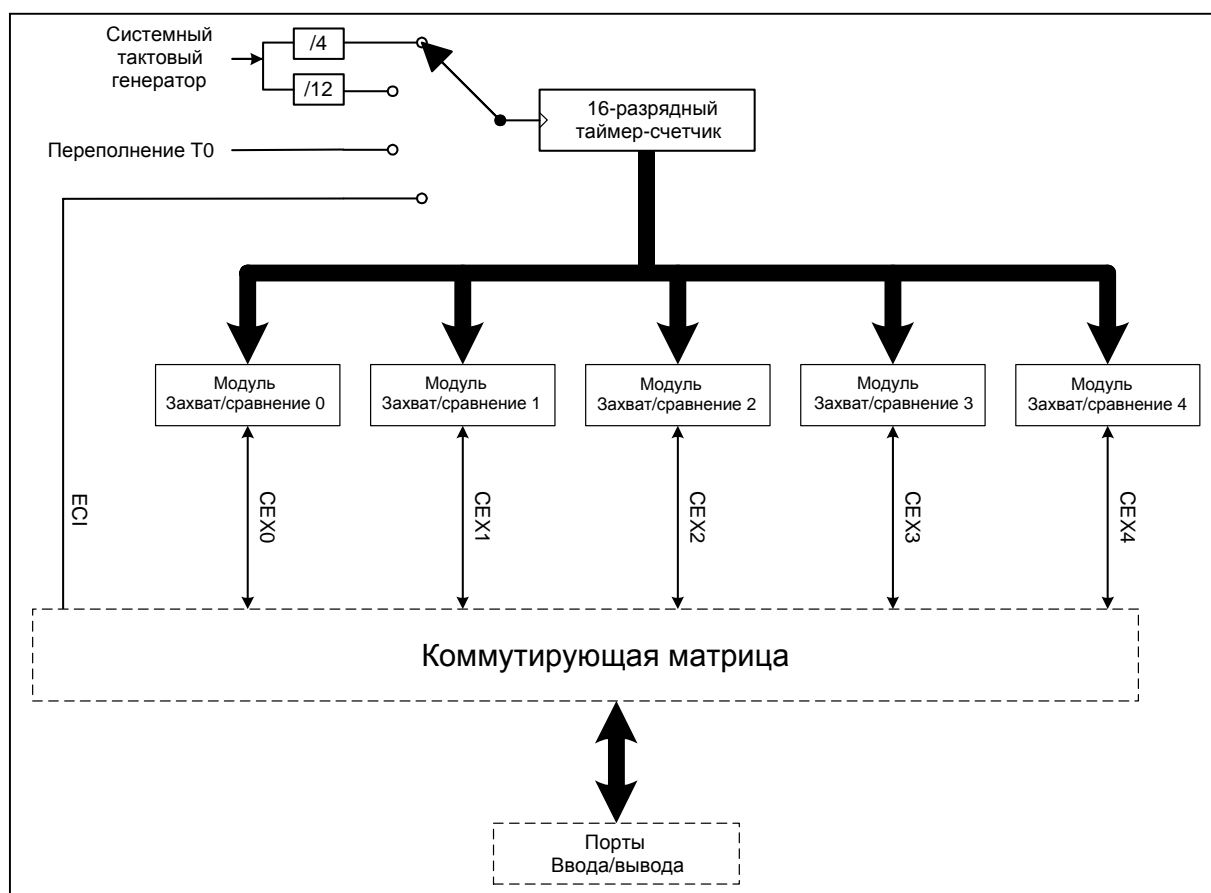 Системный
тактовый
генератор
/4
/12
16-разрядный
таймер-счетчик
Переполнение T0
Модуль
Захват/сравнение 0
Модуль
Захват/сравнение 1
Модуль
Захват/сравнение 2
Модуль
Захват/сравнение 3
Модуль
Захват/сравнение 4
ECI
CEX0
CEX1
CEX2
CEX3
CEX4
Коммутирующая матрица
Порты
Ввода/вывода